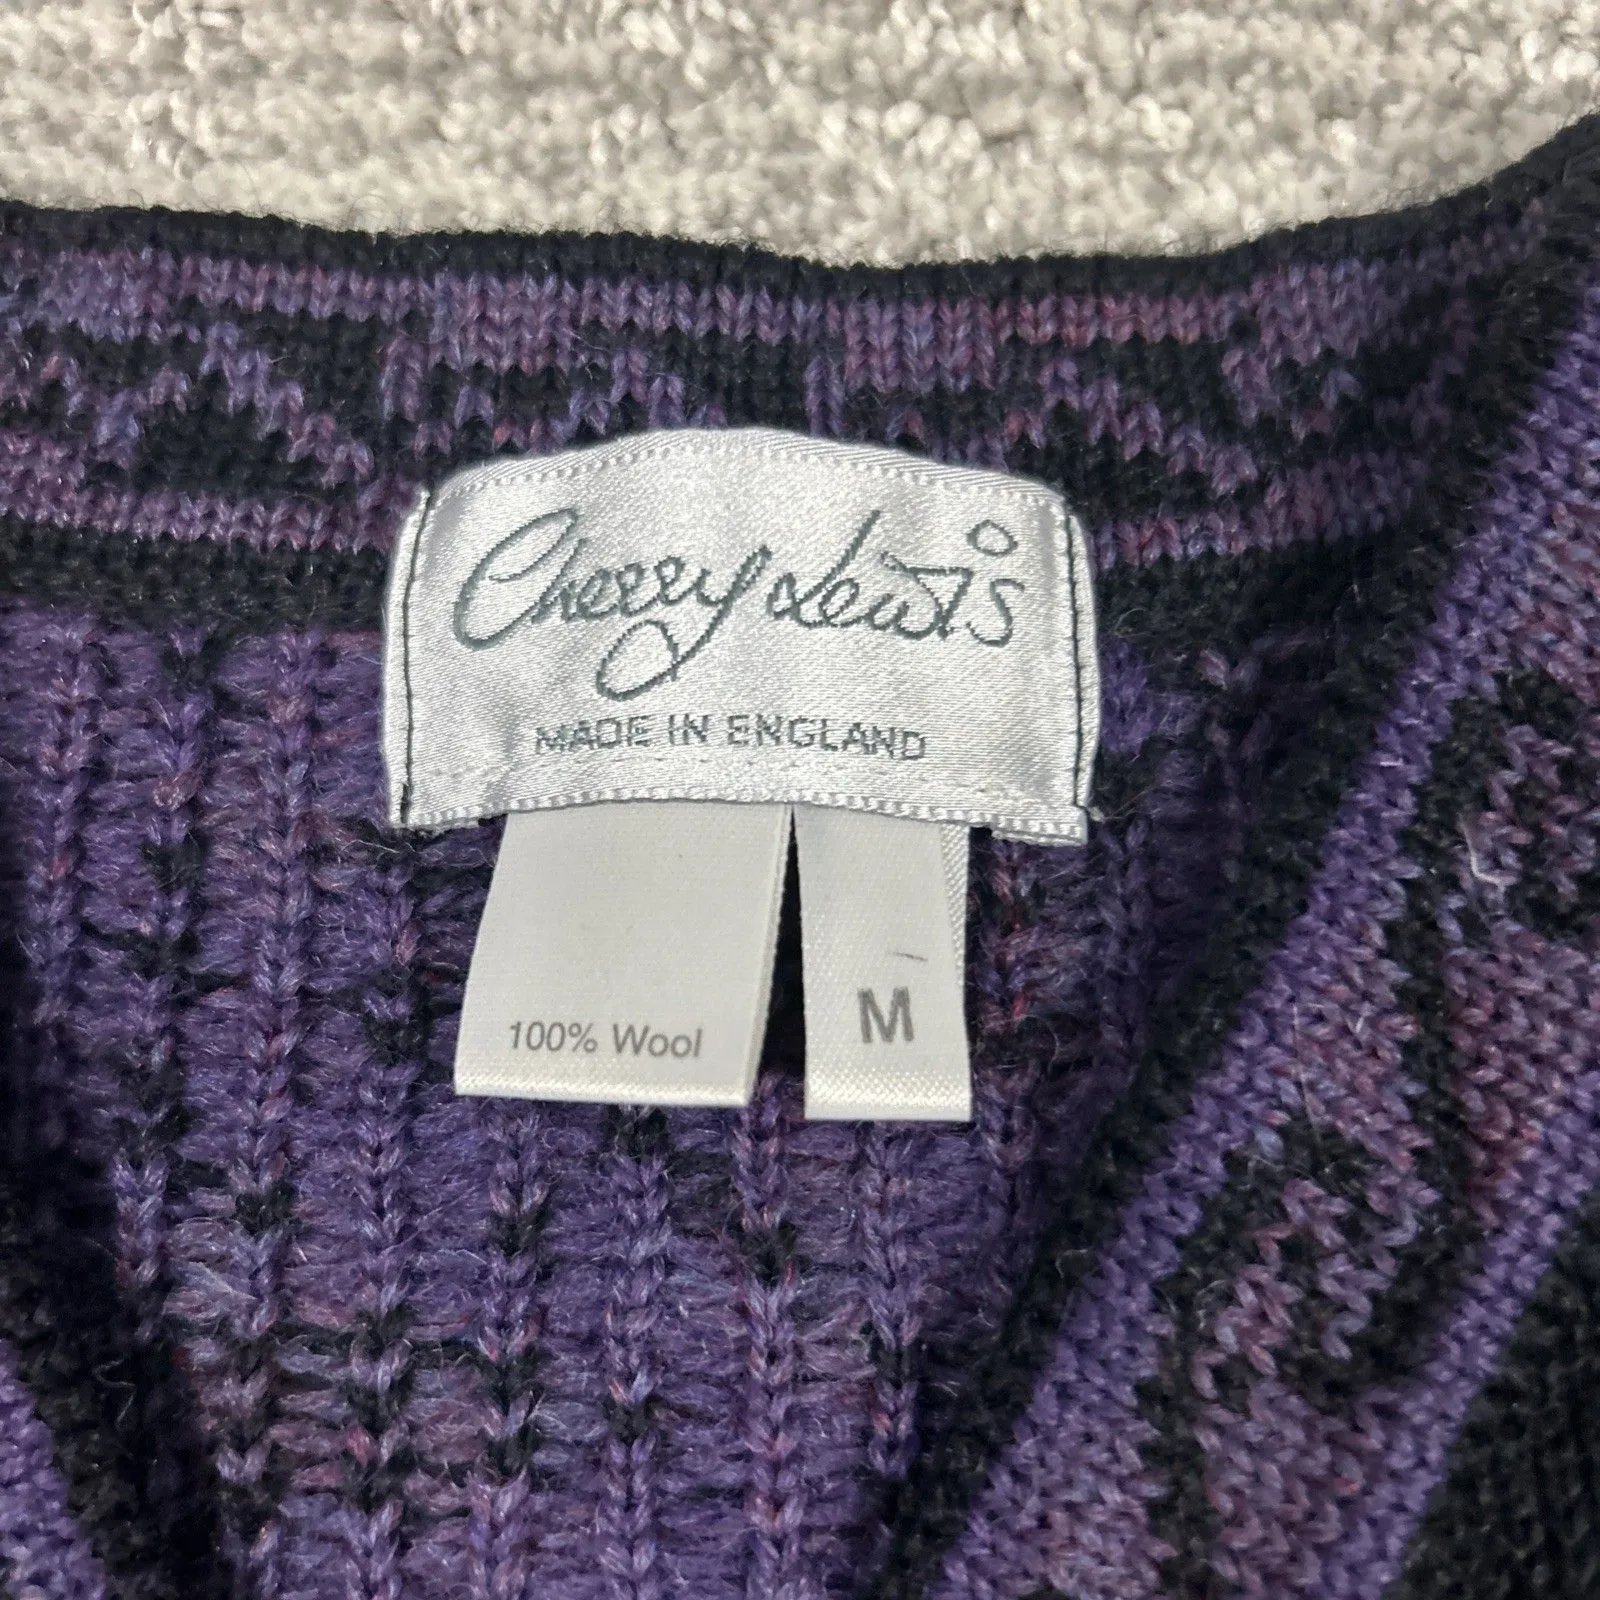 Cherry Lewis
MADE IN ENGLAND
100% Wool
M